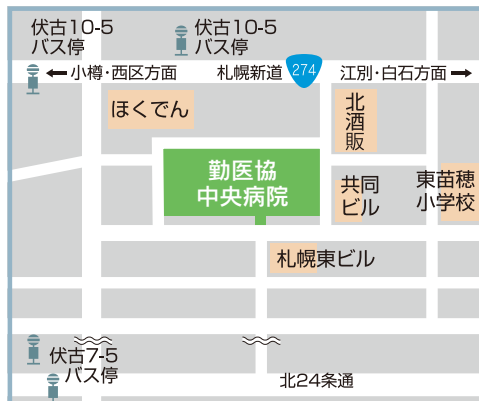 伏古10-5
バス停
伏古10-5
バス停
←小樽・西区方面
札幌新道
274
江別・白石方面→
ほくでん
北酒販
勤医協
中央病院
共同
ビル
東苗穂
小学校
札幌東ビル
伏古7-5
バス停
北24条通